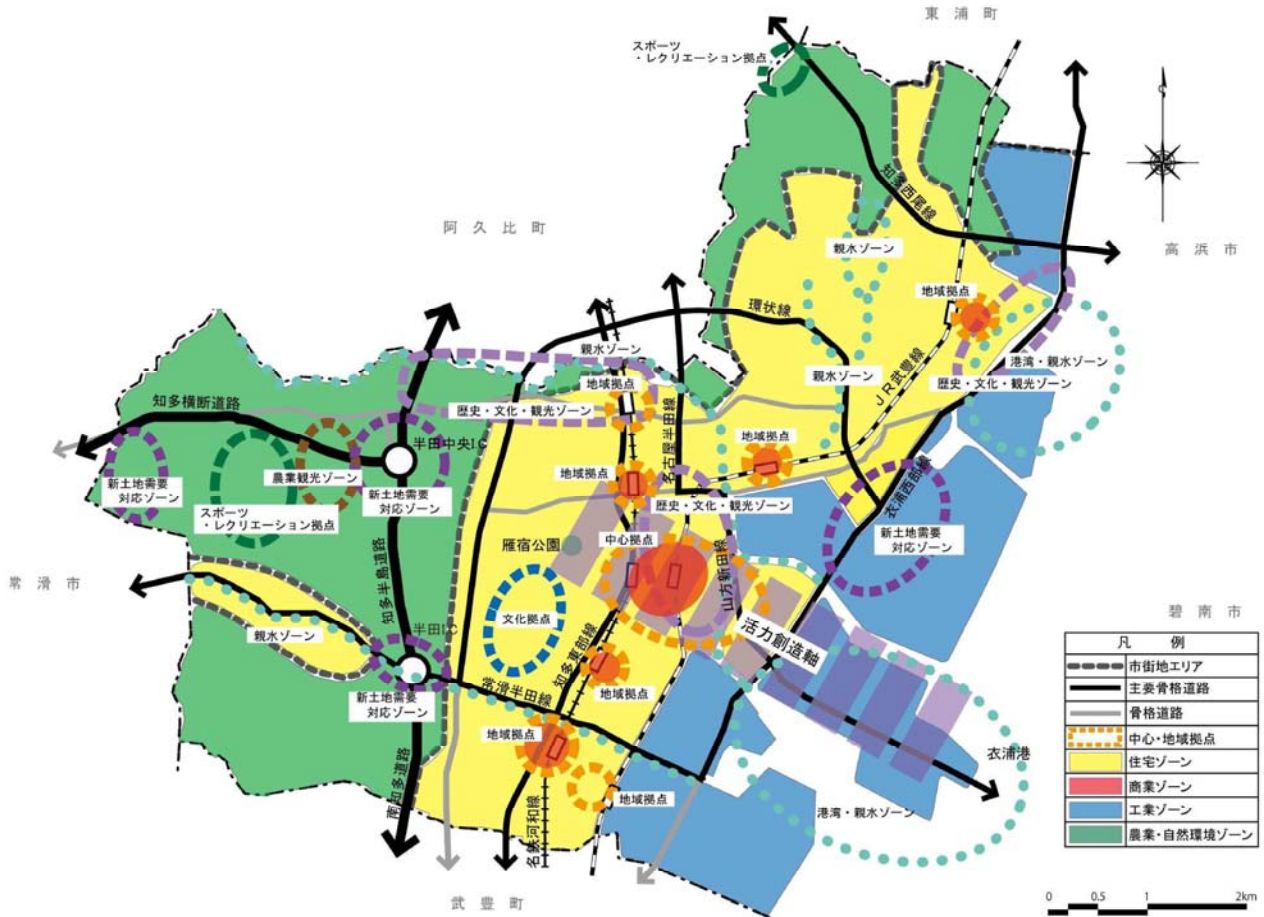 東浦町
スポーツ
・レクリエーション拠点
知多西尾線
阿久比町
高浜市
親水ゾーン
地域拠点
環状線
港湾・親水ゾーン
親水ゾーン
地域拠点
親水ゾーン
JR武豊線
歴史・文化・観光ゾーン
知多横断道路
歴史・文化・観光ゾーン
名古屋半田線
半田中央I.C
地域拠点
地域拠点
農業観光ゾーン
新土地需要
対応ゾーン
新土地需要
対応ゾーン
スポーツ
・レクリエーション拠点
歴史・文化・観光ゾーン
衣浦西部線
新土地需要
対応ゾーン
雁宿公園
中心拠点
山方新田線
常滑市
知多半島道路
文化拠点
活力創造軸
碧南市
親水ゾーン
半田I.C
知多東部線
新土地需要
対応ゾーン
常滑半田線
地域拠点
地域拠点
衣浦港
南知多道路
地域拠点
港湾・親水ゾーン
名鉄河和線
武豊町
凡例
市街地エリア
主要骨格道路
骨格道路
中心・地域拠点
住宅ゾーン
商業ゾーン
工業ゾーン
農業・自然環境ゾーン
0 0.5 1 2km